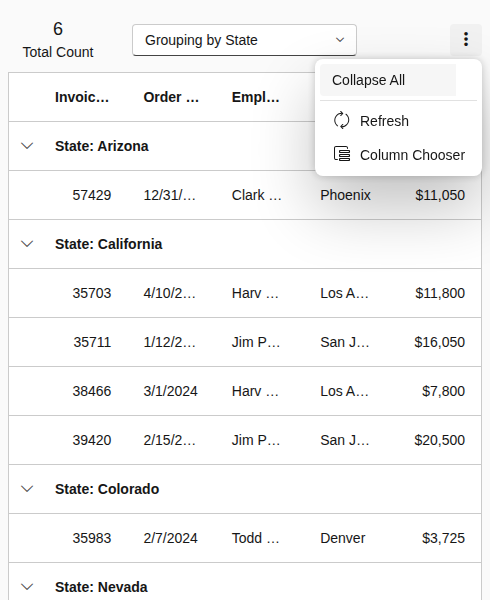 6
Total Count
Grouping by State
Collapse All
Refresh
Column Chooser
Invoic… Order … Empl…
State: Arizona
57429 12/31/… Clark … Phoenix $11,050
State: California
35703 4/10/2… Harv … Los A… $11,800
35711 1/12/2… Jim P… San J… $16,050
38466 3/1/2024 Harv … Los A… $7,800
39420 2/15/2… Jim P… San J… $20,500
State: Colorado
35983 2/7/2024 Todd … Denver $3,725
State: Nevada